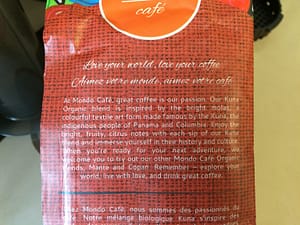 café
Love your world, love your coffee
Aimez votre monde, aimez votre café
At Mondo Café, great coffee is our passion. Our Kuna
Organic blend is inspired by the bright molas, a
colourful textile art form made famous by the Kuna, the
indigenous people of Panama and Columbia. Enjoy the
bright, fruity, citrus notes with each sip of our Kuna
blend and immerse yourself in their history and culture.
When you're ready for your next adventure, we
welcome you to try out our other Mondo Café Organic
blends, Mante and Copan. Remember – explore your
world, live with love, and drink great coffee.
chez Mondo Café, nous sommes des passionnés du
café. Notre mélange biologique Kuna s'inspire des